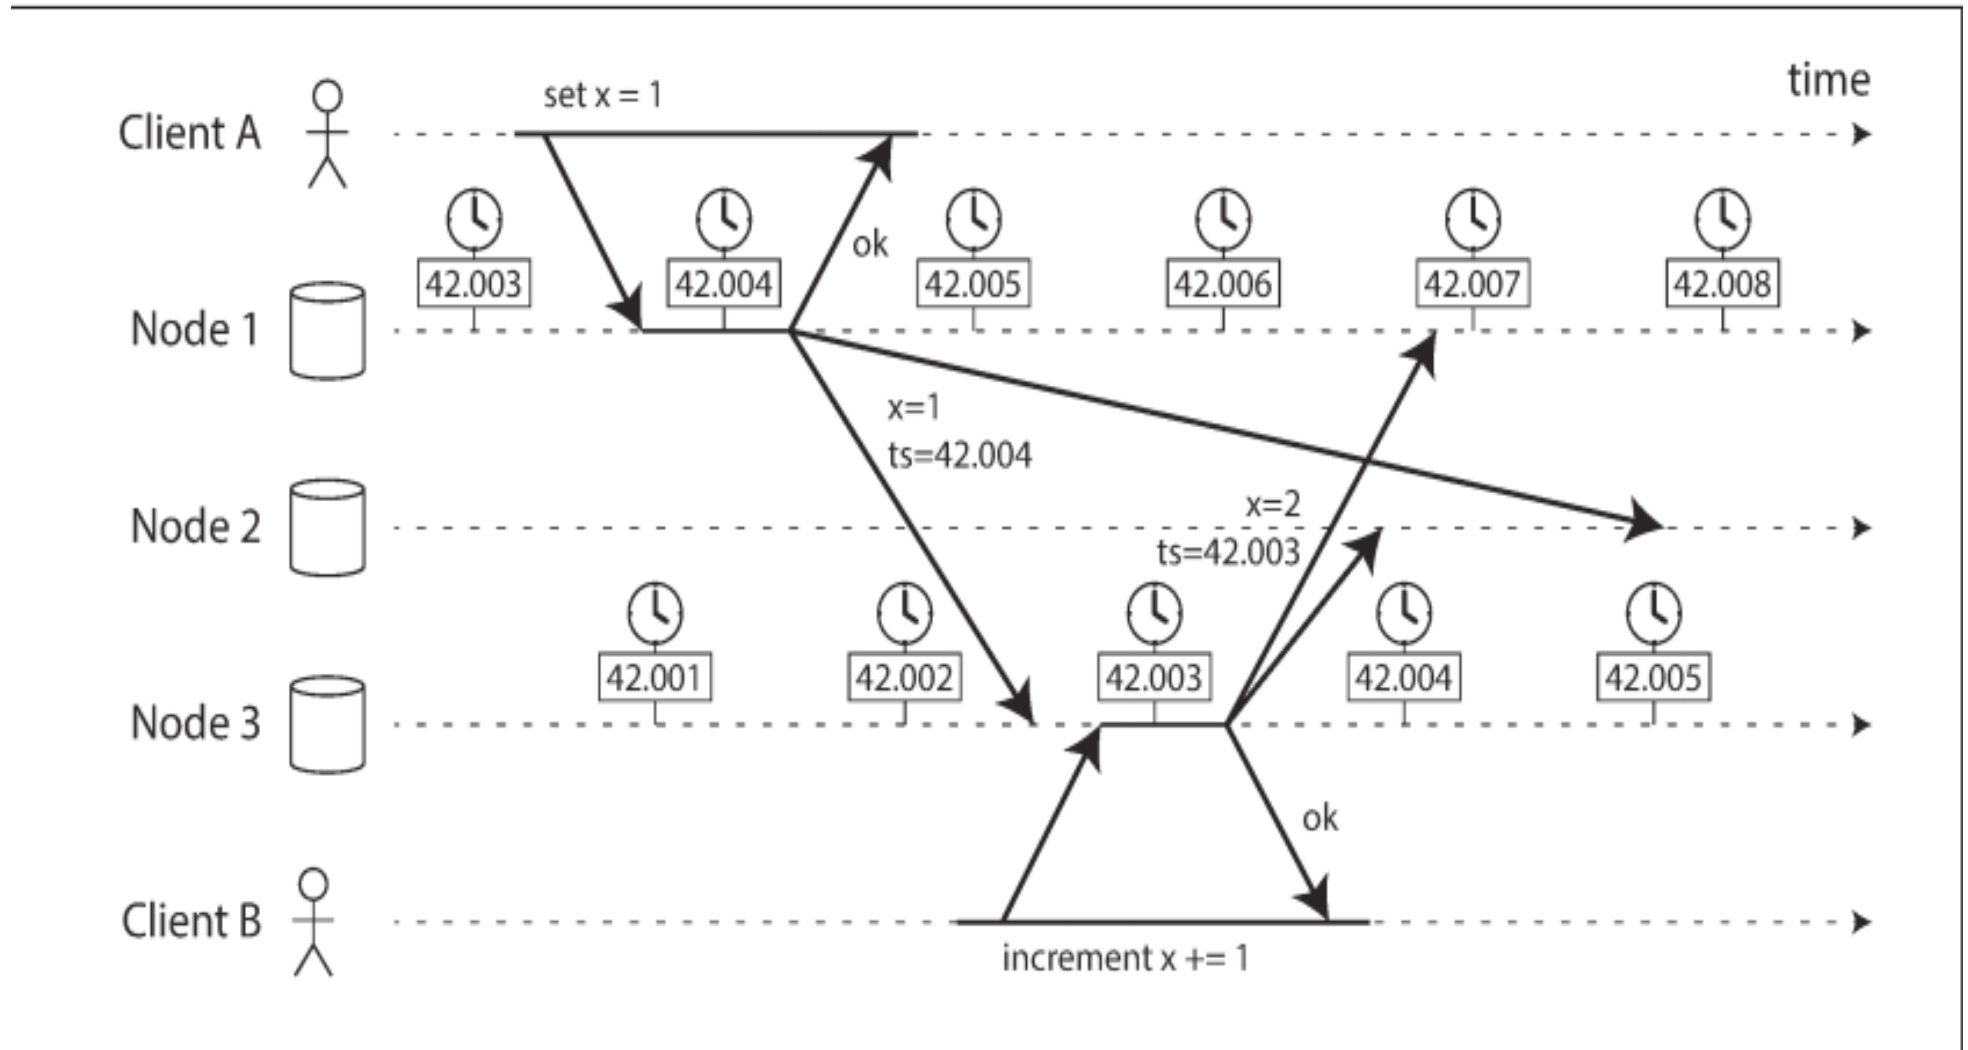 time
set x = 1
Client A
ok
42.003
42.004
42.005
42.006
42.007
42.008
Node 1
x=1
ts=42.004
x=2
Node 2
ts=42.003
42.001
42.002
42.003
42.004
42.005
Node 3
ok
Client B
increment x += 1